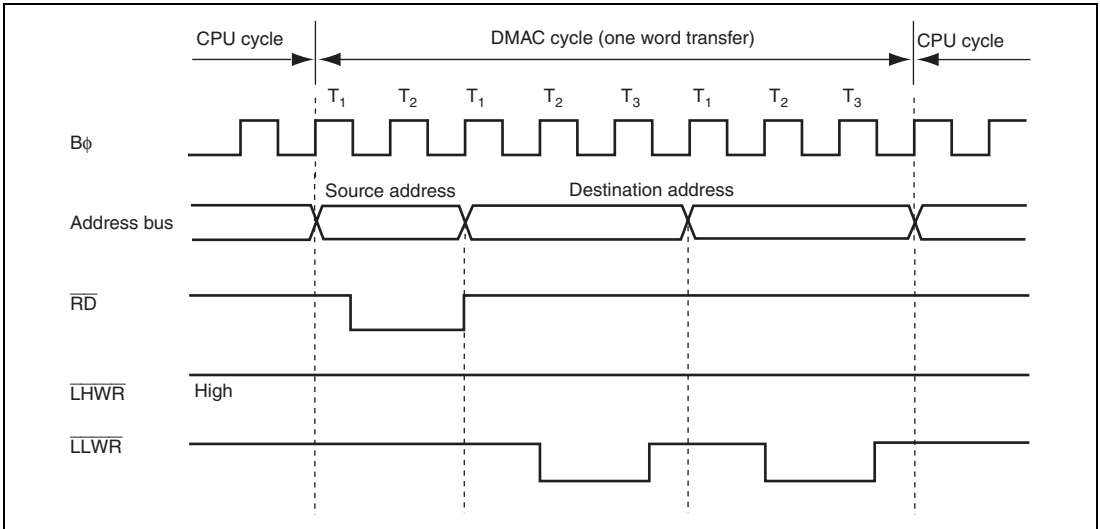 CPU cycle DMAC cycle (one word transfer) CPU cycle
T1 T2 T1 T2 T3 T1 T2 T3
Bϕ
Source address Destination address
Address bus
RD
LHWR High
LLWR